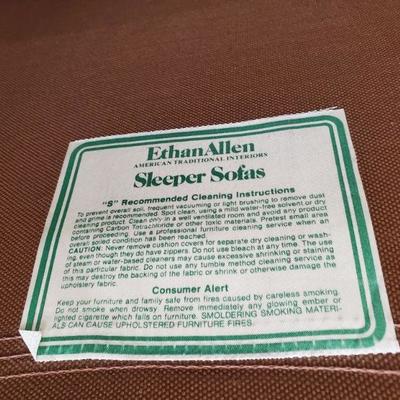 EthanAllen
AMERICAN TRADITIONAL INTERIORS
Sleeper Sofas
"S" Recommended Cleaning Instructions
To prevent overall soil, frequent vacuuming or light brushing to remove dust
and grime is recommended. Spot clean, using a mild water-free solvent or dry
cleaning product. Clean only in a well ventilated room and avoid any product
containing Carbon Tetrachloride or other toxic materials. Pretest small area
before proceeding. Use a professional furniture cleaning service when an
overall soiled condition has been reached.
CAUTION: Never remove cushion covers for separate dry cleaning or wash-
ing, even though they do have zippers. Do not use bleach at any time. The use
of steam or water-based cleaners may cause excessive shrinking or staining
of this particular fabric. Do not use any tumble method cleaning service as
this may destroy the backing of the fabric or shrink or otherwise damage the
upholstery fabric.
Consumer Alert
Keep your furniture and family safe from fires caused by careless smoking.
Do not smoke when drowsy. Remove immediately any glowing ember or
lighted cigarette which falls on furniture. SMOLDERING SMOKING MATERI-
ALS CAN CAUSE UPHOLSTERED FURNITURE FIRES.